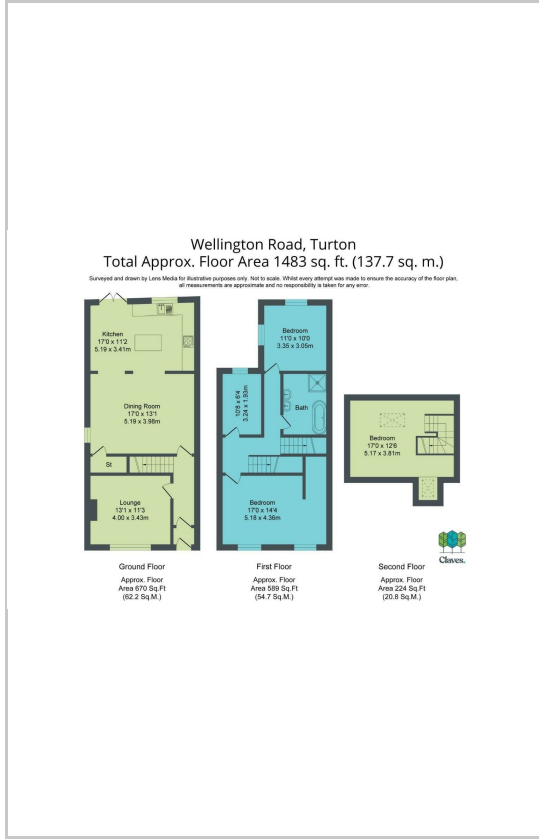 Wellington Road, Turton
Total Approx. Floor Area 1483 sq. ft. (137.7 sq. m.)
Surveyed and drawn by Lens Media for illustrative purposes only. Not to scale. Whilst every attempt was made to ensure the accuracy of the floor plan,
all measurements are approximate and no responsibility is taken for any error.
Kitchen
17'0 x 11'2
5.19 x 3.41m
Dining Room
17'0 x 13'1
5.19 x 3.98m
St
Lounge
13'1 x 11'3
4.00 x 3.43m
Ground Floor
Approx. Floor
Area 670 Sq.Ft
(62.2 Sq.M.)
Bedroom
11'0 x 10'0
3.35 x 3.05m
10'8 x 6'4
3.24 x 1.93m
Bath
Bedroom
17'0 x 14'4
5.18 x 4.36m
First Floor
Approx. Floor
Area 589 Sq.Ft
(54.7 Sq.M.)
Bedroom
17'0 x 12'6
5.17 x 3.81m
Second Floor
Approx. Floor
Area 224 Sq.Ft
(20.8 Sq.M.)
Claves.